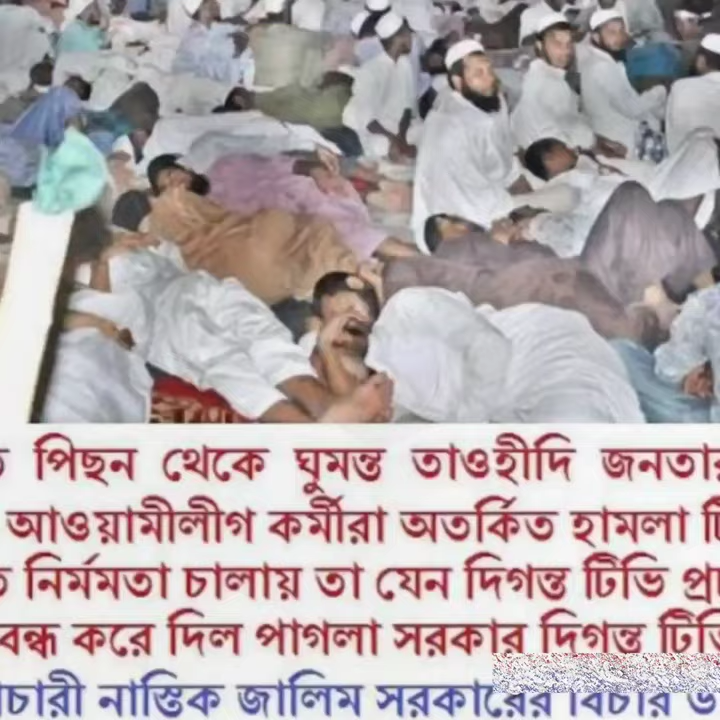 পিছন থেকে ঘুমন্ত তাওহীদি জনতার
আওয়ামীলীগ কর্মীরা অতর্কিত হামলা
নির্মমতা চালায় তা যেন দিগন্ত টিভি
বন্ধ করে দিল পাগলা সরকার দিগন্ত টিভি
নাস্তিক জালিম সরকারের বিচার